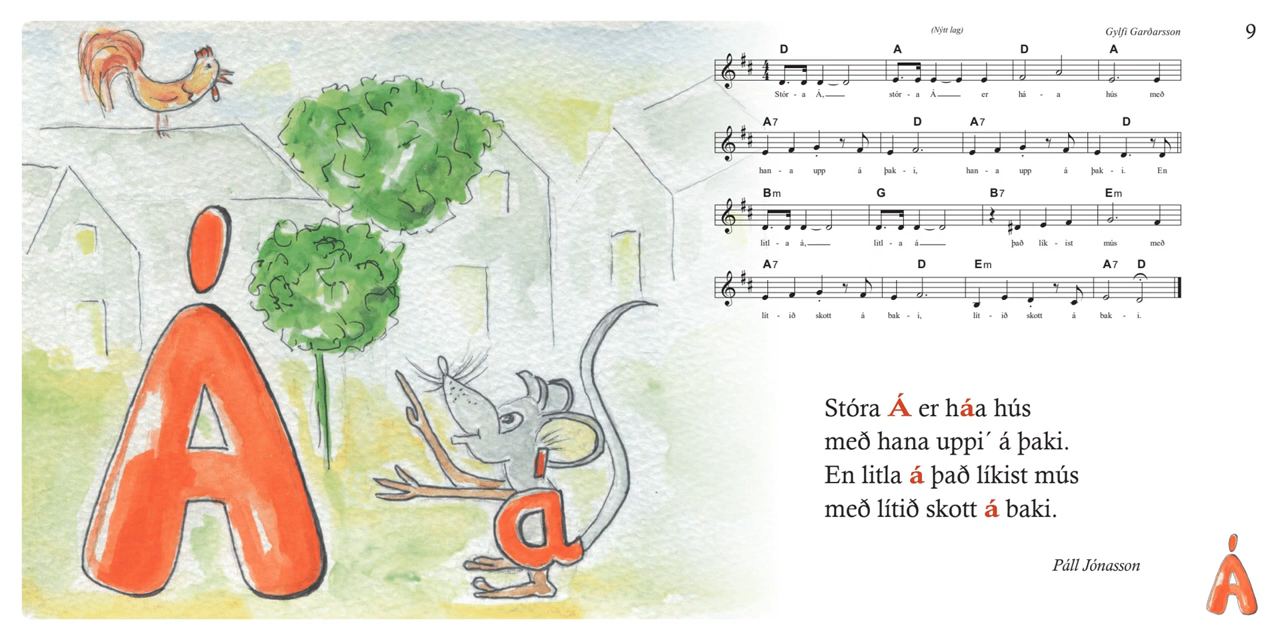 (Nýtt lag)
Gylfi Garðarsson
9
D A D A
Stór - a Á, stór - a Á er há - a hús með
A7 D A7 D
han - a upp á þak - i, han - a upp á þak - i. En
Bm G B7 Em
litl - a á, litl - a á það lík - ist mús með
A7 D Em A7 D
lít - ið skott á bak - i, lít - ið skott á bak - i.
Stóra Á er háa hús
með hana uppi´ á þaki.
En litla á það líkist mús
með lítið skott á baki.
Páll Jónasson
Á
a
Á